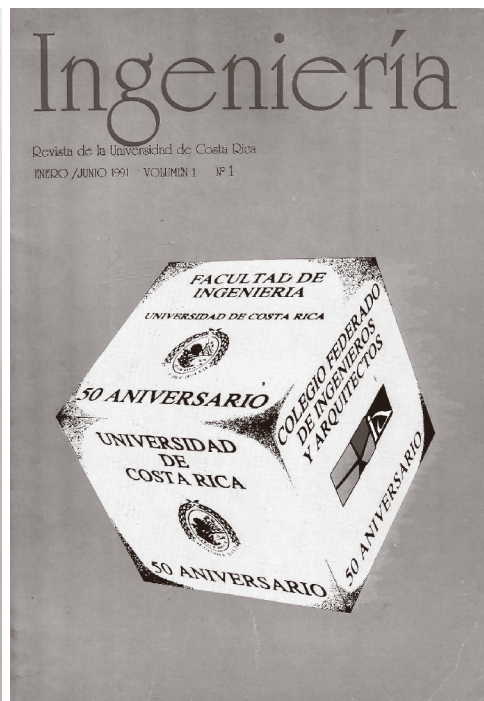 Ingeniería
Revista de la Universidad de Costa Rica
ENERO /JUNIO 1991 VOLUMEN 1 Nº 1
FACULTAD DE
INGENIERIA
UNIVERSIDAD DE COSTA RICA
50 ANIVERSARIO
COLEGIO FEDERADO
DE INGENIEROS
Y ARQUITECTOS
50 ANIVERSARIO
UNIVERSIDAD
DE
COSTA RICA
50 ANIVERSARIO